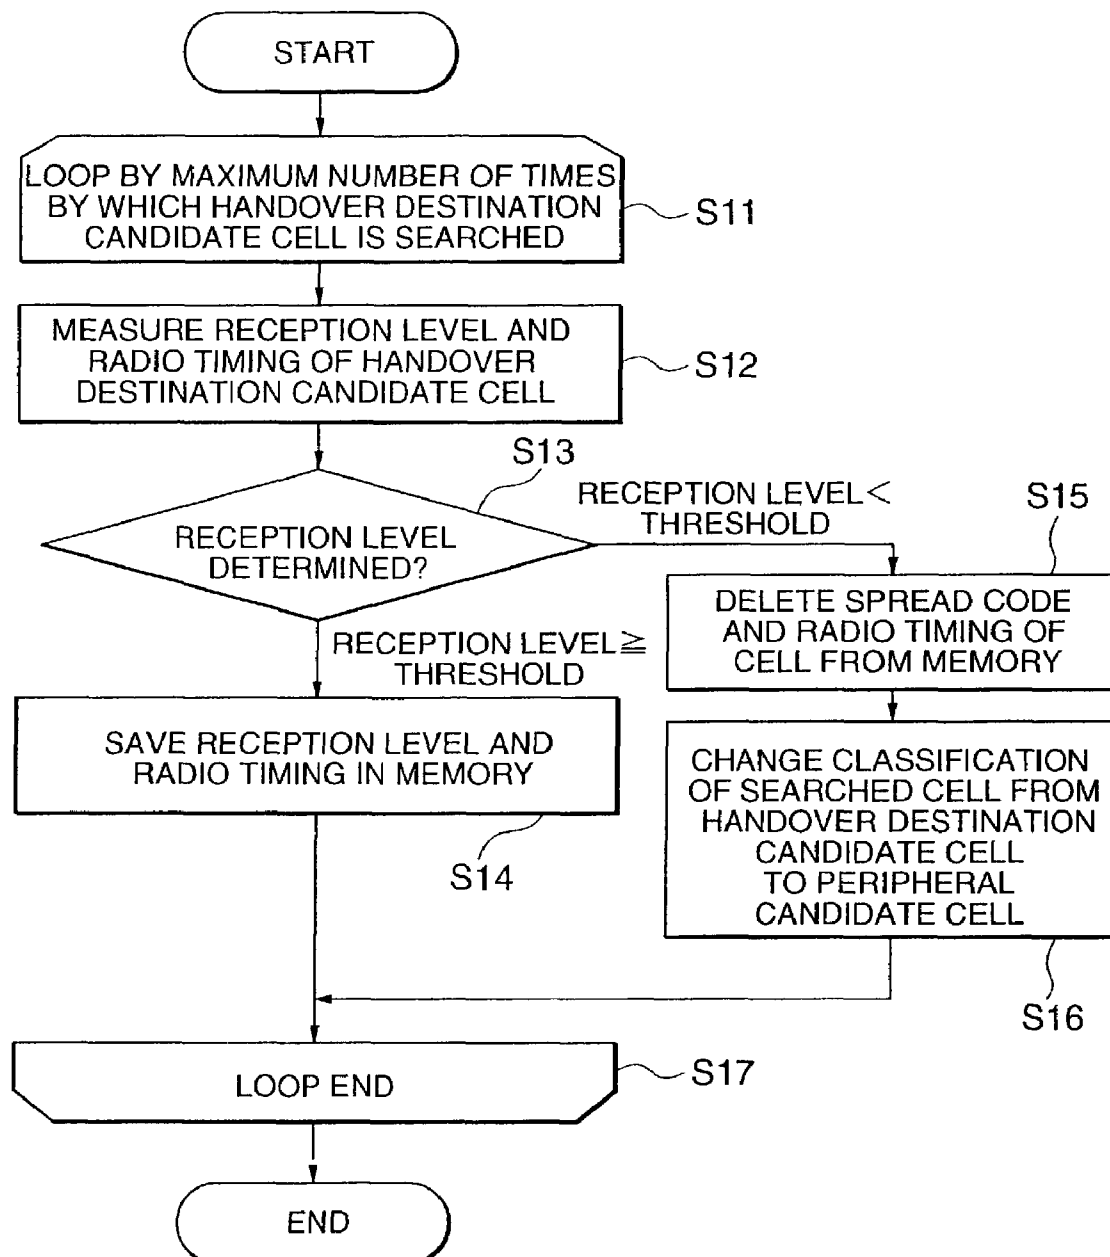 START
LOOP BY MAXIMUM NUMBER OF TIMES
BY WHICH HANDOVER DESTINATION
CANDIDATE CELL IS SEARCHED
S11
MEASURE RECEPTION LEVEL AND
RADIO TIMING OF HANDOVER
DESTINATION CANDIDATE CELL
S12
S13
RECEPTION LEVEL
DETERMINED?
RECEPTION LEVEL<
THRESHOLD
S15
DELETE SPREAD CODE
AND RADIO TIMING OF
CELL FROM MEMORY
RECEPTION LEVEL≧
THRESHOLD
SAVE RECEPTION LEVEL AND
RADIO TIMING IN MEMORY
S14
CHANGE CLASSIFICATION
OF SEARCHED CELL FROM
HANDOVER DESTINATION
CANDIDATE CELL
TO PERIPHERAL
CANDIDATE CELL
S16
LOOP END
S17
END